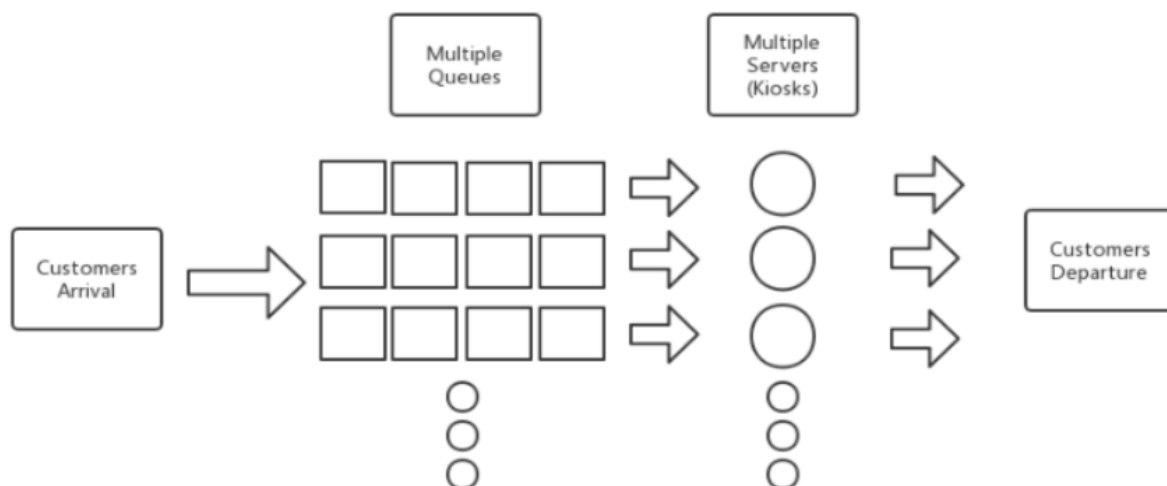 Multiple
Queues
Multiple
Servers
(Kiosks)
Customers
Arrival
Customers
Departure